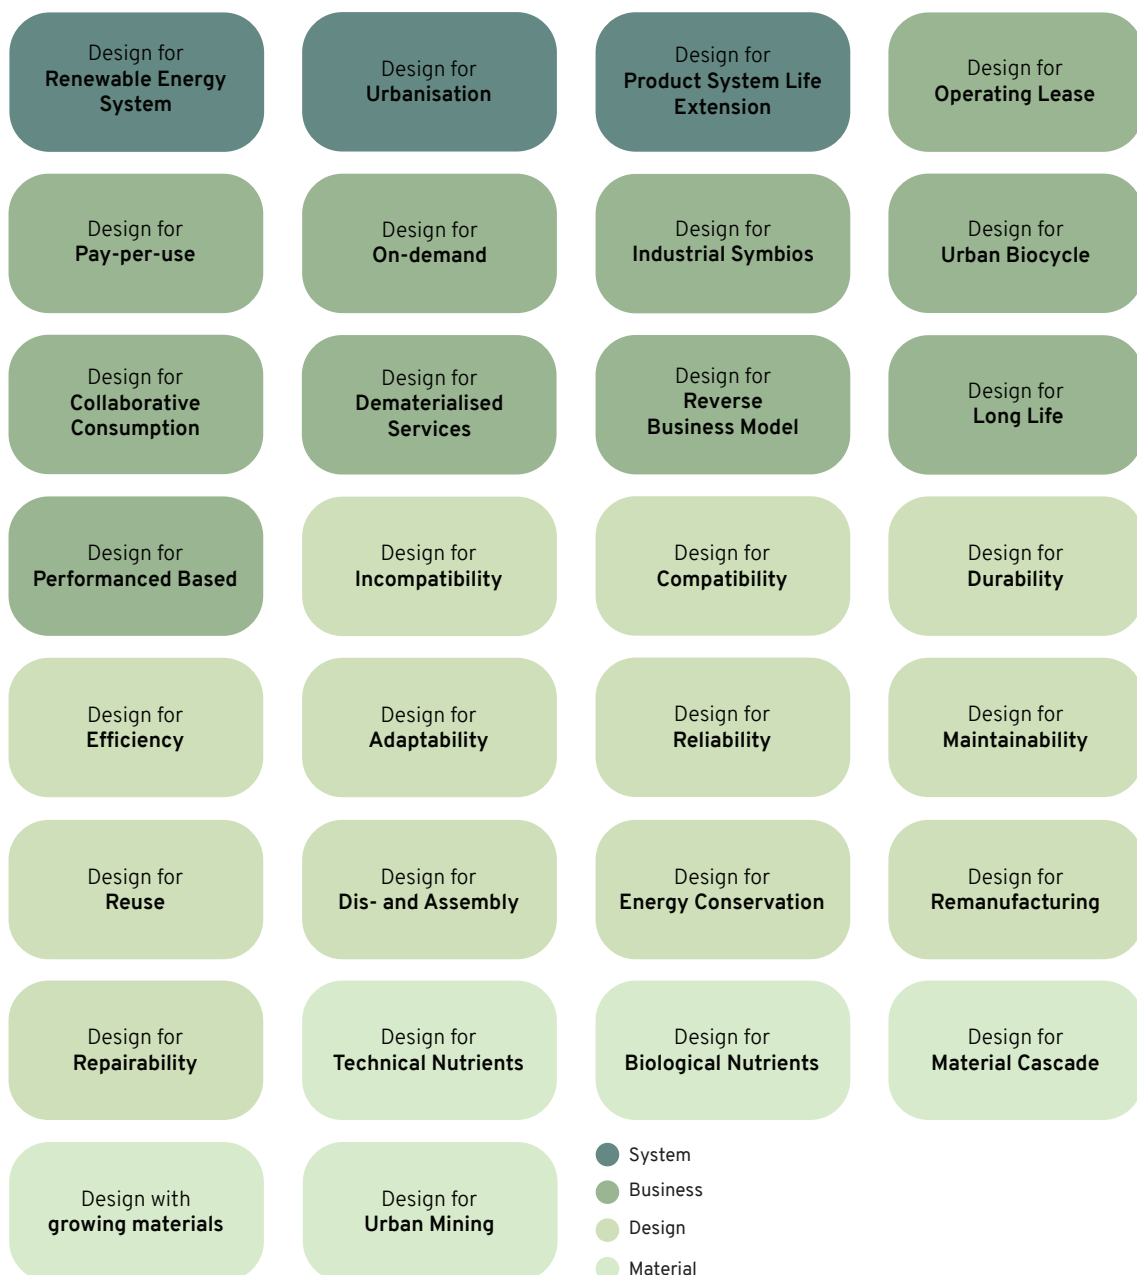 Design for
Renewable Energy
System
Design for
Urbanisation
Design for
Product System Life
Extension
Design for
Operating Lease
Design for
Pay-per-use
Design for
On-demand
Design for
Industrial Symbios
Design for
Urban Biocycle
Design for
Collaborative
Consumption
Design for
Dematerialised
Services
Design for
Reverse
Business Model
Design for
Long Life
Design for
Performanced Based
Design for
Incompatibility
Design for
Compatibility
Design for
Durability
Design for
Efficiency
Design for
Adaptability
Design for
Reliability
Design for
Maintainability
Design for
Reuse
Design for
Dis- and Assembly
Design for
Energy Conservation
Design for
Remanufacturing
Design for
Repairability
Design for
Technical Nutrients
Design for
Biological Nutrients
Design for
Material Cascade
Design with
growing materials
Design for
Urban Mining
System
Business
Design
Material